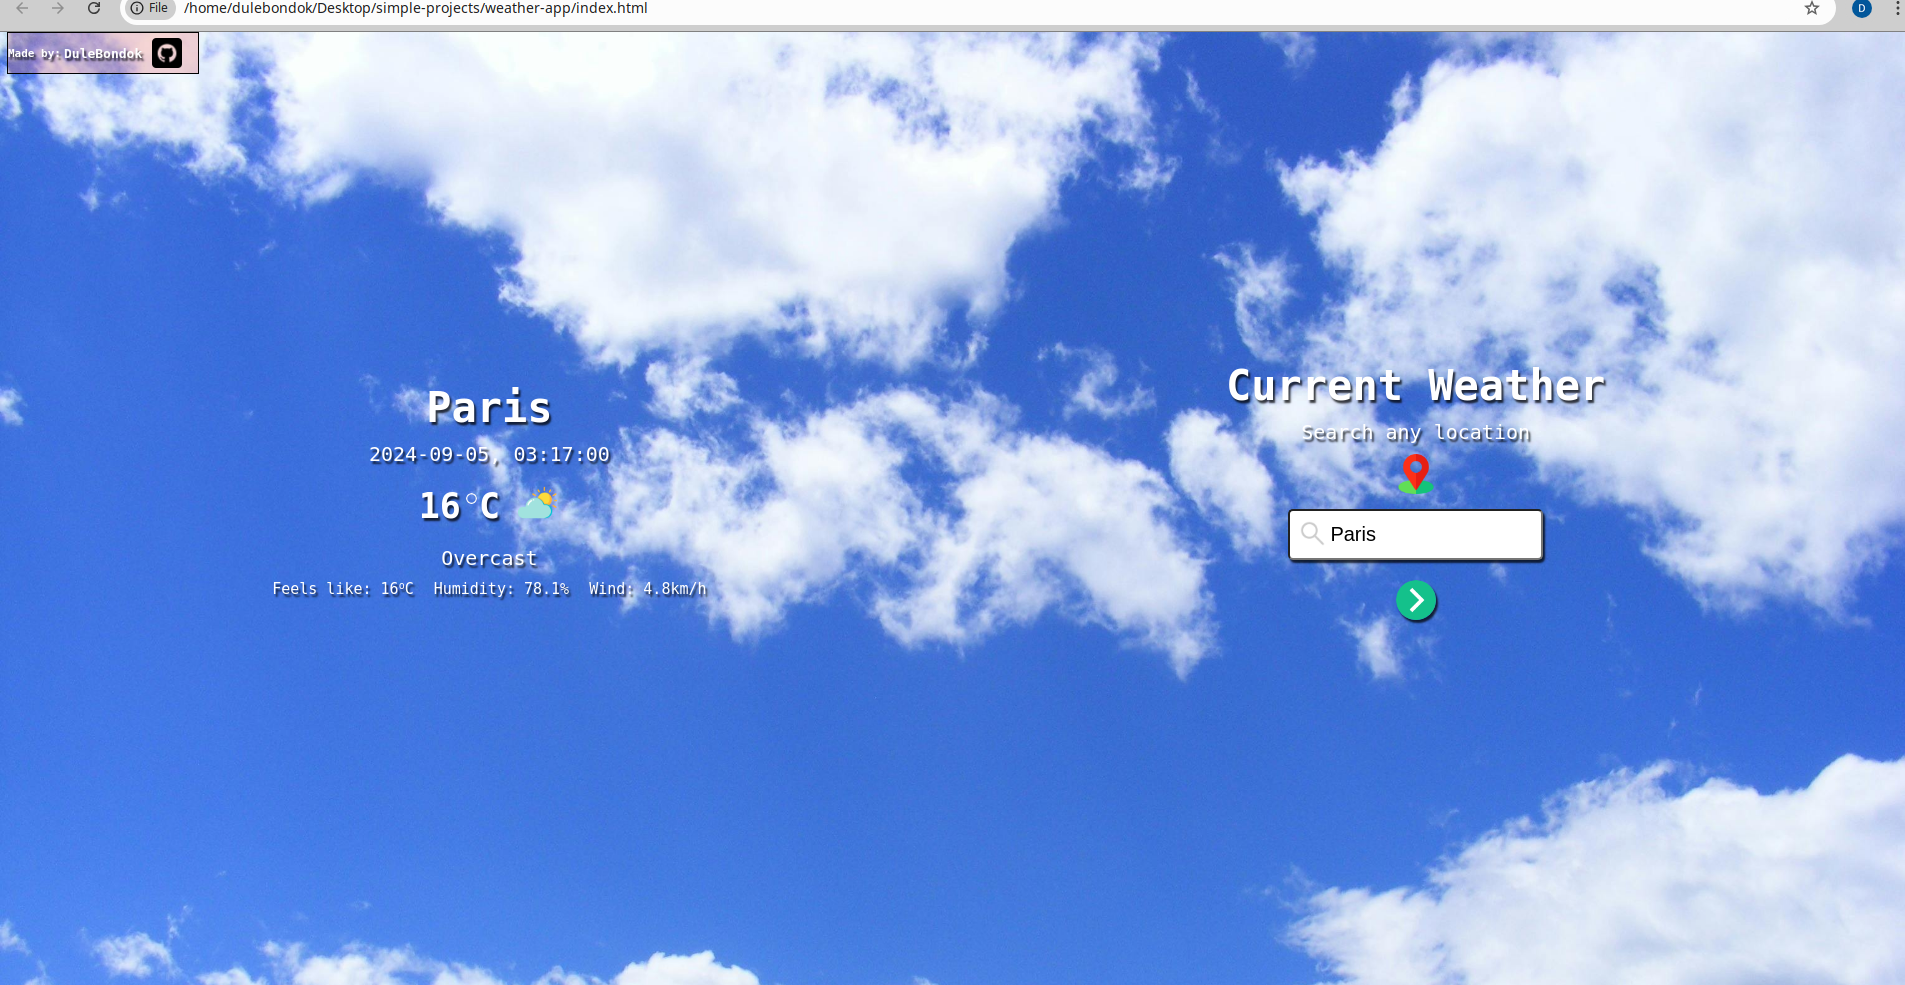 File /home/dulebondok/Desktop/simple-projects/weather-app/index.html
D
Made by: DuleBondok
Paris
2024-09-05, 03:17:00
16°C
Overcast
Feels like: 16°C Humidity: 78.1% Wind: 4.8km/h
Current Weather
Search any location
Paris